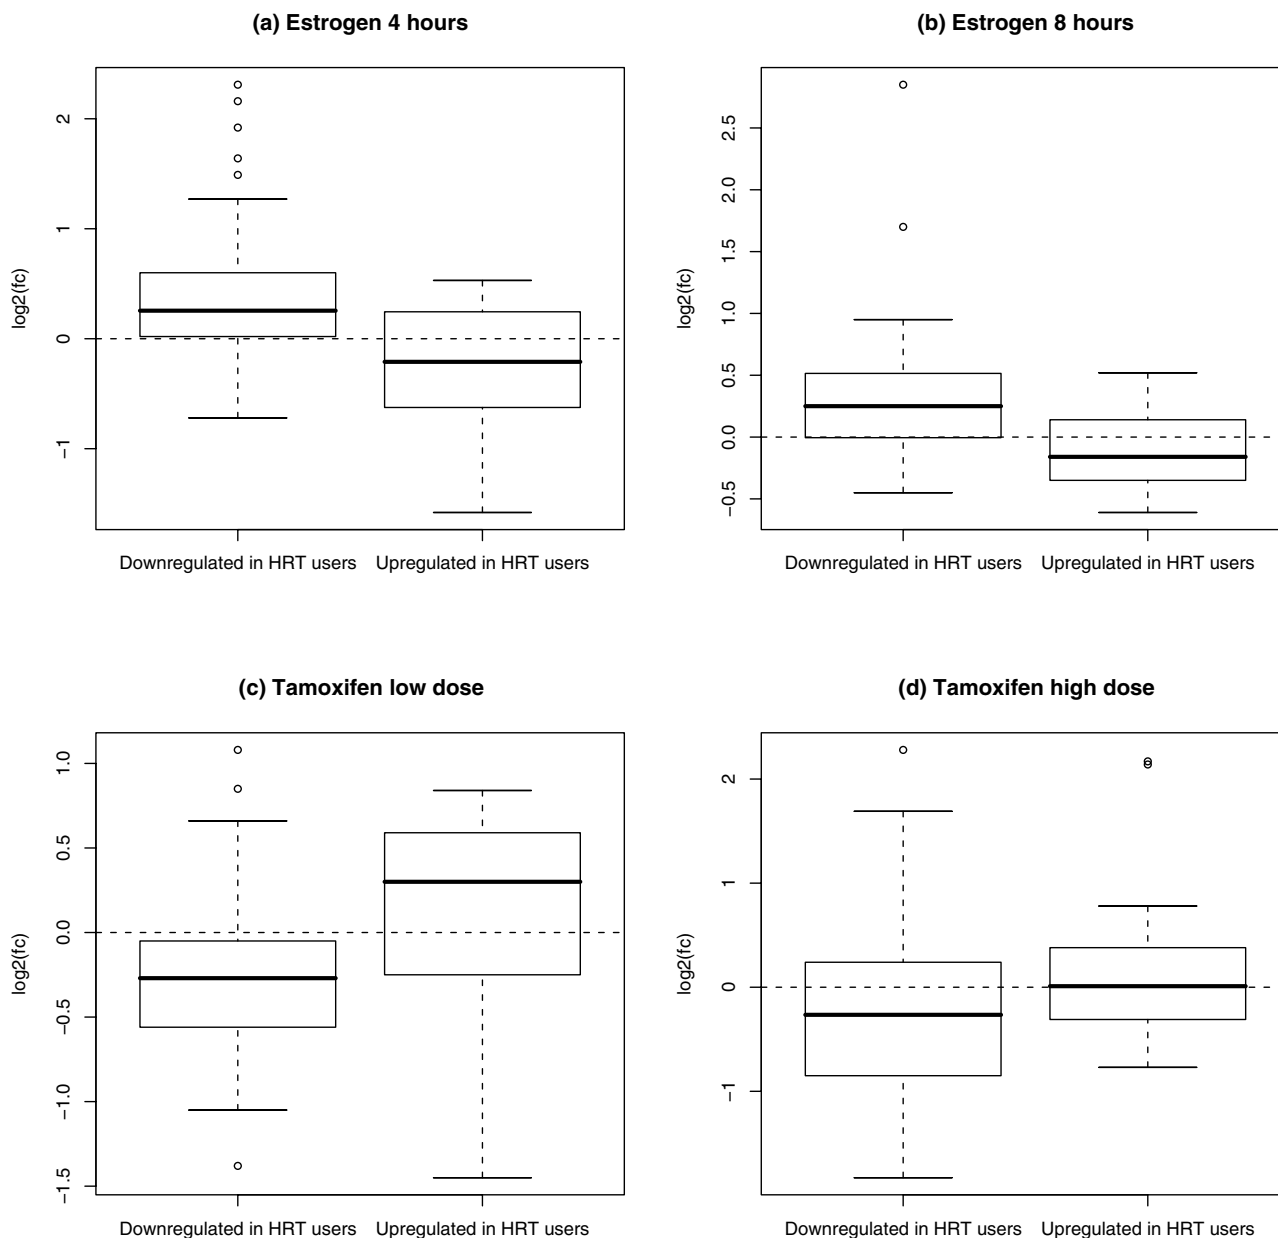 (a) Estrogen 4 hours
log2(fc)
2
1
0
−1
Downregulated in HRT users Upregulated in HRT users
(b) Estrogen 8 hours
log2(fc)
2.5
2.0
1.5
1.0
0.5
0.0
−0.5
Downregulated in HRT users Upregulated in HRT users
(c) Tamoxifen low dose
log2(fc)
1.0
0.5
0.0
−0.5
−1.0
−1.5
Downregulated in HRT users Upregulated in HRT users
(d) Tamoxifen high dose
log2(fc)
2
1
0
−1
Downregulated in HRT users Upregulated in HRT users